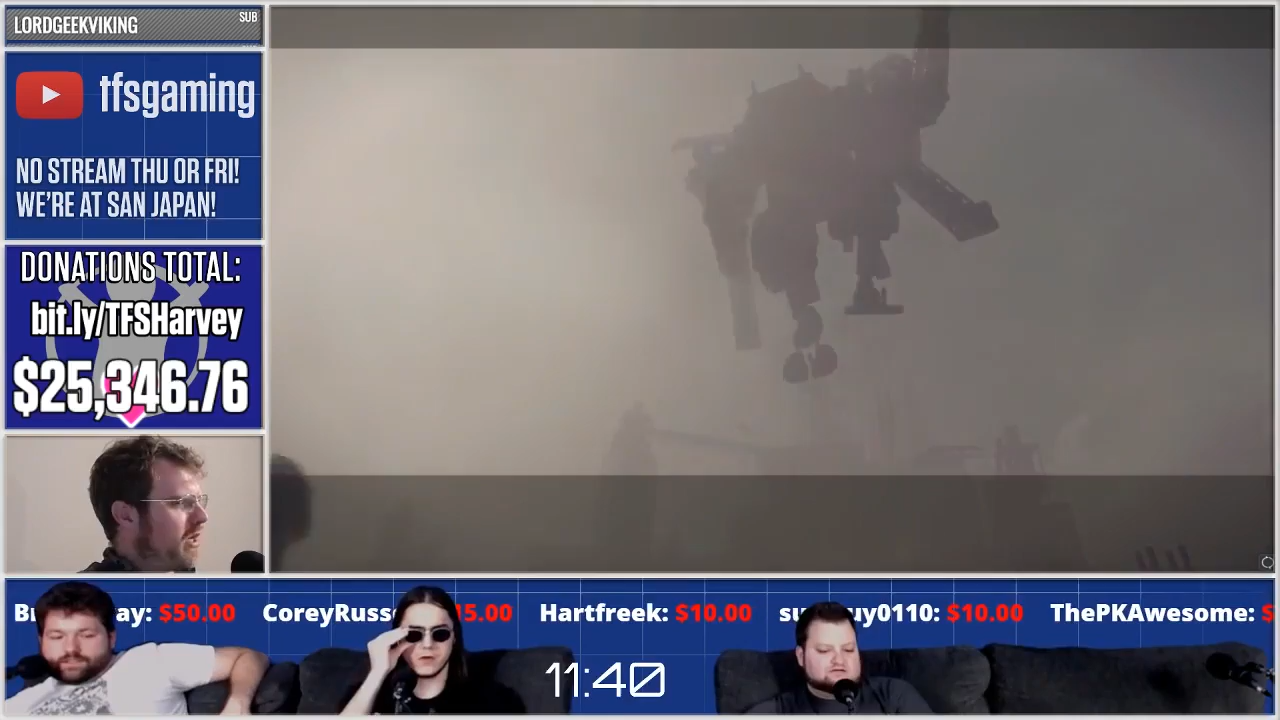 LORDGEEKVIKING
SUB
tfsgaming
NO STREAM THU OR FRI!
WE'RE AT SAN JAPAN!
DONATIONS TOTAL:
bit.ly/TFSHarvey
$25,346.76
$50.00 Hartfreek: $10.00 $10.00 ThePKAwesome: $
11:40